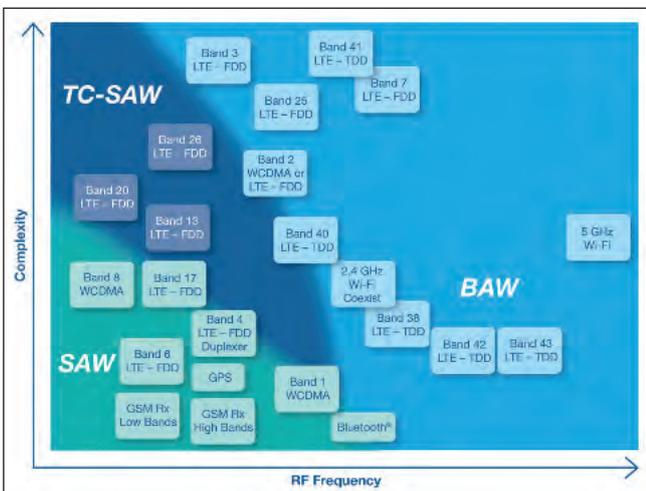 Complexity
TC-SAW
Band 3
LTE – FDD
Band 41
LTE – TDD
Band 7
LTE – FDD
Band 25
LTE – FDD
Band 26
LTE – FDD
Band 2
WCDMA or
LTE – FDD
Band 20
LTE – FDD
Band 13
LTE – FDD
Band 40
LTE – TDD
5 GHz
Wi-Fi
Band 8
WCDMA
Band 17
LTE – FDD
2.4 GHz
Wi-Fi
Coexist
BAW
Band 4
LTE – FDD
Duplexer
Band 38
LTE – TDD
Band 42
LTE – TDD
Band 43
LTE – TDD
SAW
Band 6
LTE – FDD
GPS
Band 1
WCDMA
GSM Rx
Low Bands
GSM Rx
High Bands
Bluetooth®
RF Frequency